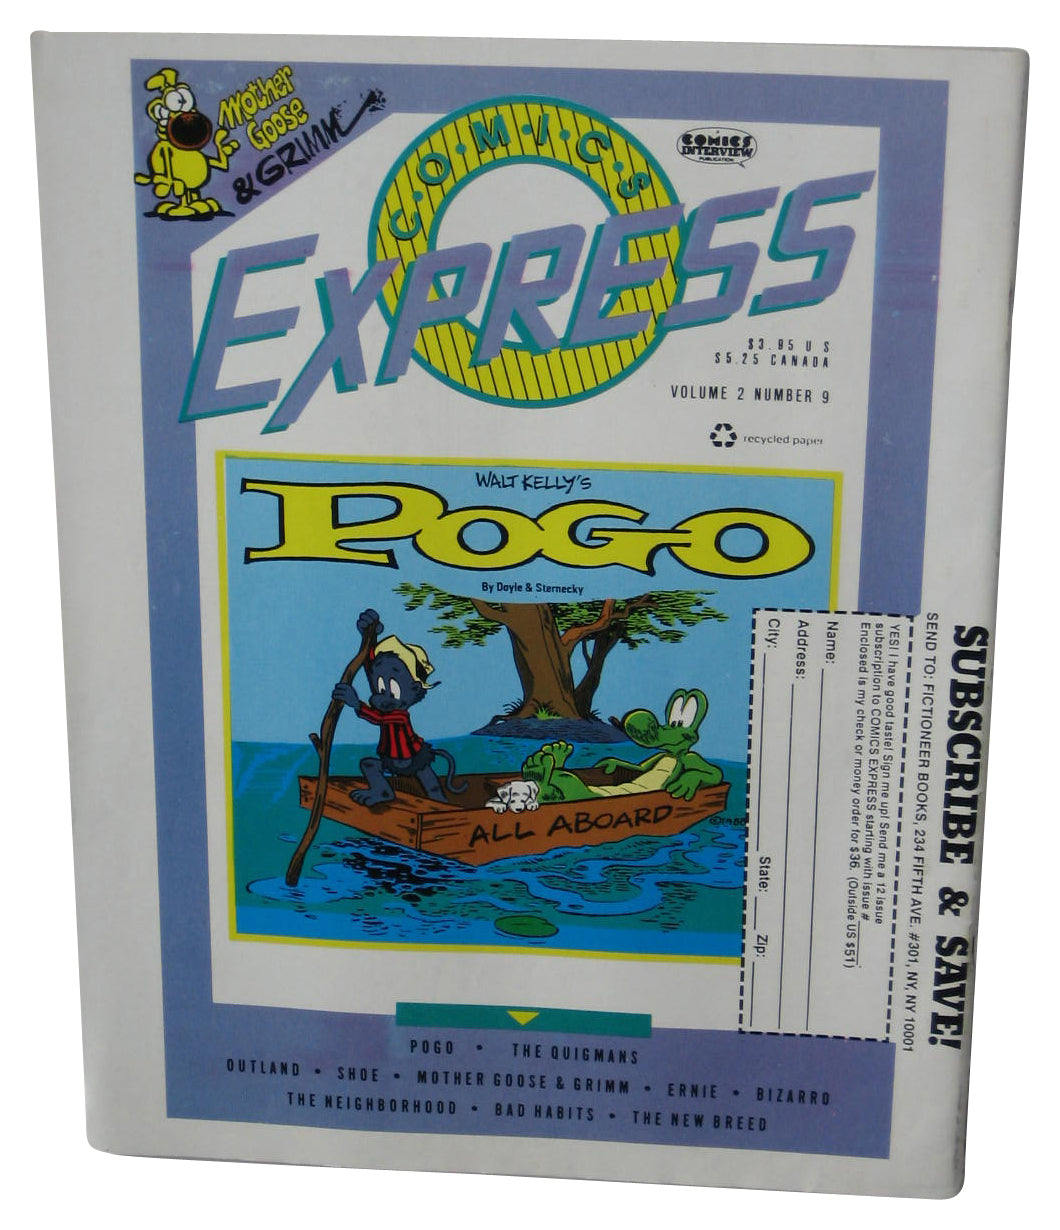 Mother
Goose
& GRIMM
COMICS
EXPRESS
COMICS
INTERVIEW
PUBLICATION
$3.95 U S
$5.25 CANADA
VOLUME 2 NUMBER 9
recycled paper
WALT KELLY'S
POGO
By Doyle & Sternecky
ALL ABOARD
©1988
SUBSCRIBE & SAVE!
SEND TO: FICTIONEER BOOKS, 234 FIFTH AVE. #301, NY, NY 10001
YES! I have good taste! Sign me up! Send me a 12 issue
subscription to COMICS EXPRESS starting with issue # ____.
Enclosed is my check or money order for $36. (Outside US $51)
Name:
Address:
City: State: Zip:
POGO • THE QUIGMANS
OUTLAND • SHOE • MOTHER GOOSE & GRIMM • ERNIE • BIZARRO
THE NEIGHBORHOOD • BAD HABITS • THE NEW BREED